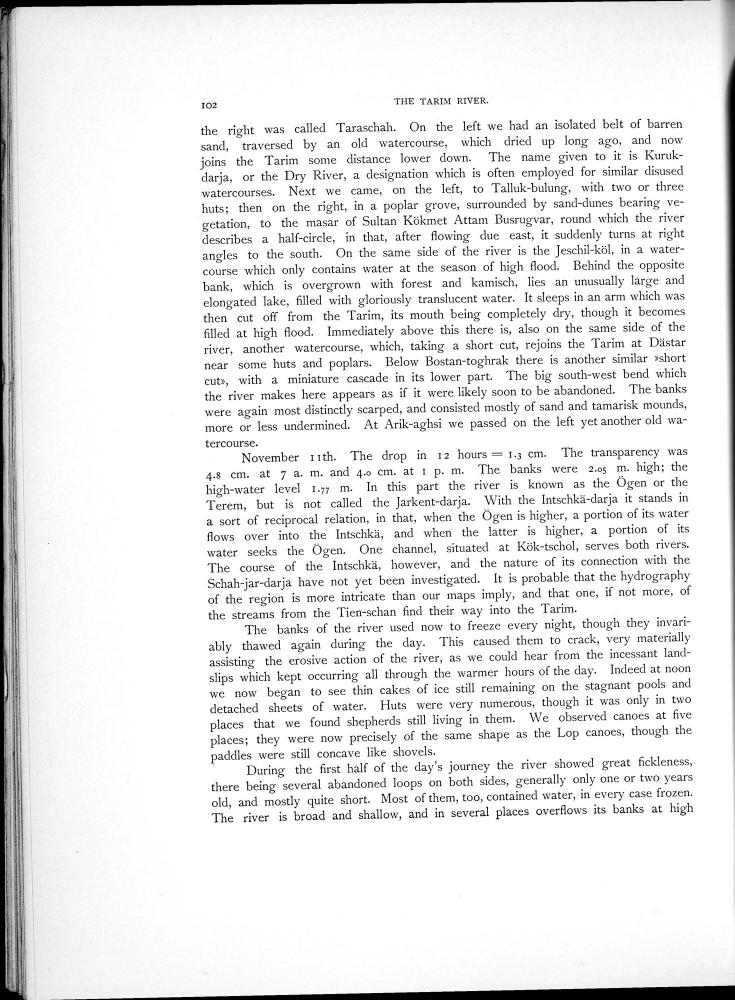 102
THE TARIM RIVER.
the right was called Taraschah. On the left we had an isolated belt of barren
sand, traversed by an old watercourse, which dried up long ago, and now
joins the Tarim some distance lower down. The name given to it is Kuruk-
darja, or the Dry River, a designation which is often employed for similar disused
watercourses. Next we came, on the left, to Talluk-bulung, with two or three
huts; then on the right, in a poplar grove, surrounded by sand-dunes bearing ve-
getation, to the masar of Sultan Kökmet Attam Busrugvar, round which the river
describes a half-circle, in that, after flowing due east, it suddenly turns at right
angles to the south. On the same side of the river is the Jeschil-köl, in a water-
course which only contains water at the season of high flood. Behind the opposite
bank, which is overgrown with forest and kamisch, lies an unusually large and
elongated lake, filled with gloriously translucent water. It sleeps in an arm which was
then cut off from the Tarim, its mouth being completely dry, though it becomes
filled at high flood. Immediately above this there is, also on the same side of the
river, another watercourse, which, taking a short cut, rejoins the Tarim at Dästar
near some huts and poplars. Below Bostan-toghrak there is another similar »short
cut», with a miniature cascade in its lower part. The big south-west bend which
the river makes here appears as if it were likely soon to be abandoned. The banks
were again most distinctly scarped, and consisted mostly of sand and tamarisk mounds,
more or less undermined. At Arik-aghsi we passed on the left yet another old wa-
tercourse.
November 11th. The drop in 12 hours = 1.3 cm. The transparency was
4.8 cm. at 7 a. m. and 4.0 cm. at 1 p. m. The banks were 2.05 m. high; the
high-water level 1.77 m. In this part the river is known as the Ögen or the
Terem, but is not called the Jarkent-darja. With the Intschkä-darja it stands in
a sort of reciprocal relation, in that, when the Ögen is higher, a portion of its water
flows over into the Intschkä, and when the latter is higher, a portion of its
water seeks the Ögen. One channel, situated at Kök-tschol, serves both rivers.
The course of the Intschkä, however, and the nature of its connection with the
Schah-jar-darja have not yet been investigated. It is probable that the hydrography
of the region is more intricate than our maps imply, and that one, if not more, of
the streams from the Tien-schan find their way into the Tarim.
The banks of the river used now to freeze every night, though they invari-
ably thawed again during the day. This caused them to crack, very materially
assisting the erosive action of the river, as we could hear from the incessant land-
slips which kept occurring all through the warmer hours of the day. Indeed at noon
we now began to see thin cakes of ice still remaining on the stagnant pools and
detached sheets of water. Huts were very numerous, though it was only in two
places that we found shepherds still living in them. We observed canoes at five
places; they were now precisely of the same shape as the Lop canoes, though the
paddles were still concave like shovels.
During the first half of the day's journey the river showed great fickleness,
there being several abandoned loops on both sides, generally only one or two years
old, and mostly quite short. Most of them, too, contained water, in every case frozen.
The river is broad and shallow, and in several places overflows its banks at high